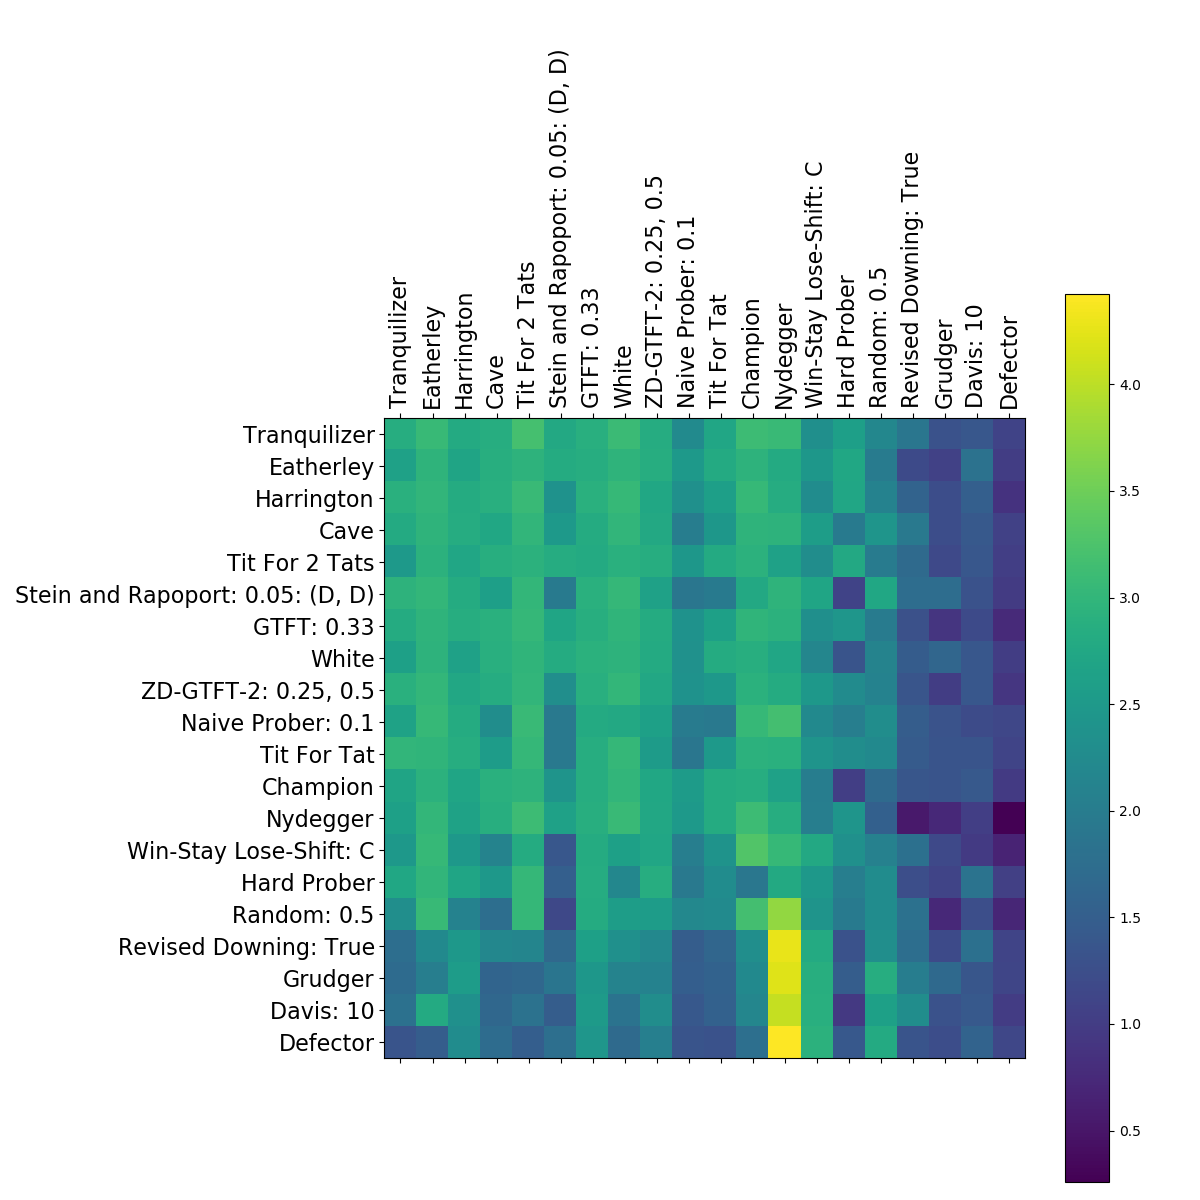 Tranquilizer
Eatherley
Harrington
Cave
Tit For 2 Tats
Stein and Rapoport: 0.05: (D, D)
GTFT: 0.33
White
ZD-GTFT-2: 0.25, 0.5
Naive Prober: 0.1
Tit For Tat
Champion
Nydegger
Win-Stay Lose-Shift: C
Hard Prober
Random: 0.5
Revised Downing: True
Grudger
Davis: 10
Defector
Tranquilizer
Eatherley
Harrington
Cave
Tit For 2 Tats
Stein and Rapoport: 0.05: (D, D)
GTFT: 0.33
White
ZD-GTFT-2: 0.25, 0.5
Naive Prober: 0.1
Tit For Tat
Champion
Nydegger
Win-Stay Lose-Shift: C
Hard Prober
Random: 0.5
Revised Downing: True
Grudger
Davis: 10
Defector
4.0
3.5
3.0
2.5
2.0
1.5
1.0
0.5